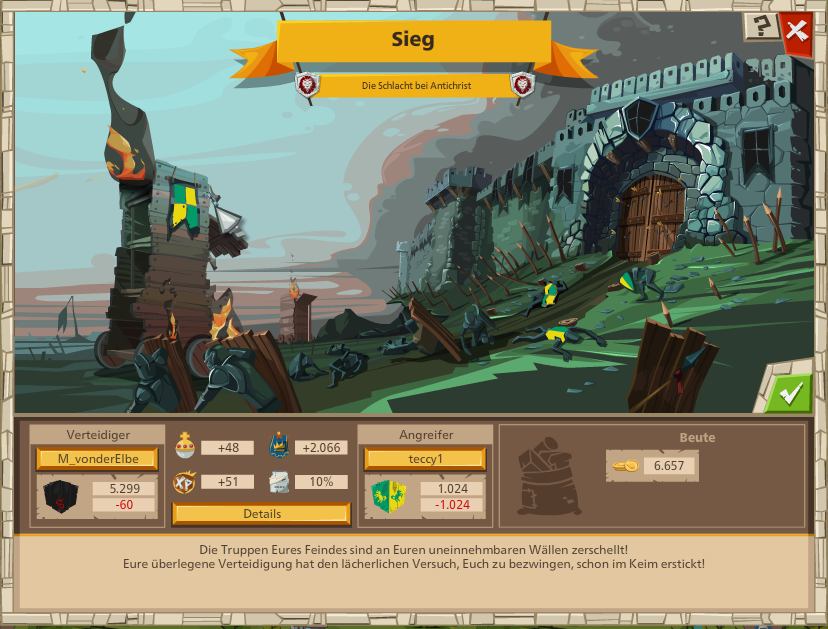 Sieg
?
Die Schlacht bei Antichrist
Verteidiger
M_vonderElbe
5.299
-60
+48
+2.066
XP
+51
10%
Details
Angreifer
teccy1
1.024
-1.024
Beute
6.657
Die Truppen Eures Feindes sind an Euren uneinnehmbaren Wällen zerschellt!
Eure überlegene Verteidigung hat den lächerlichen Versuch, Euch zu bezwingen, schon im Keim erstickt!